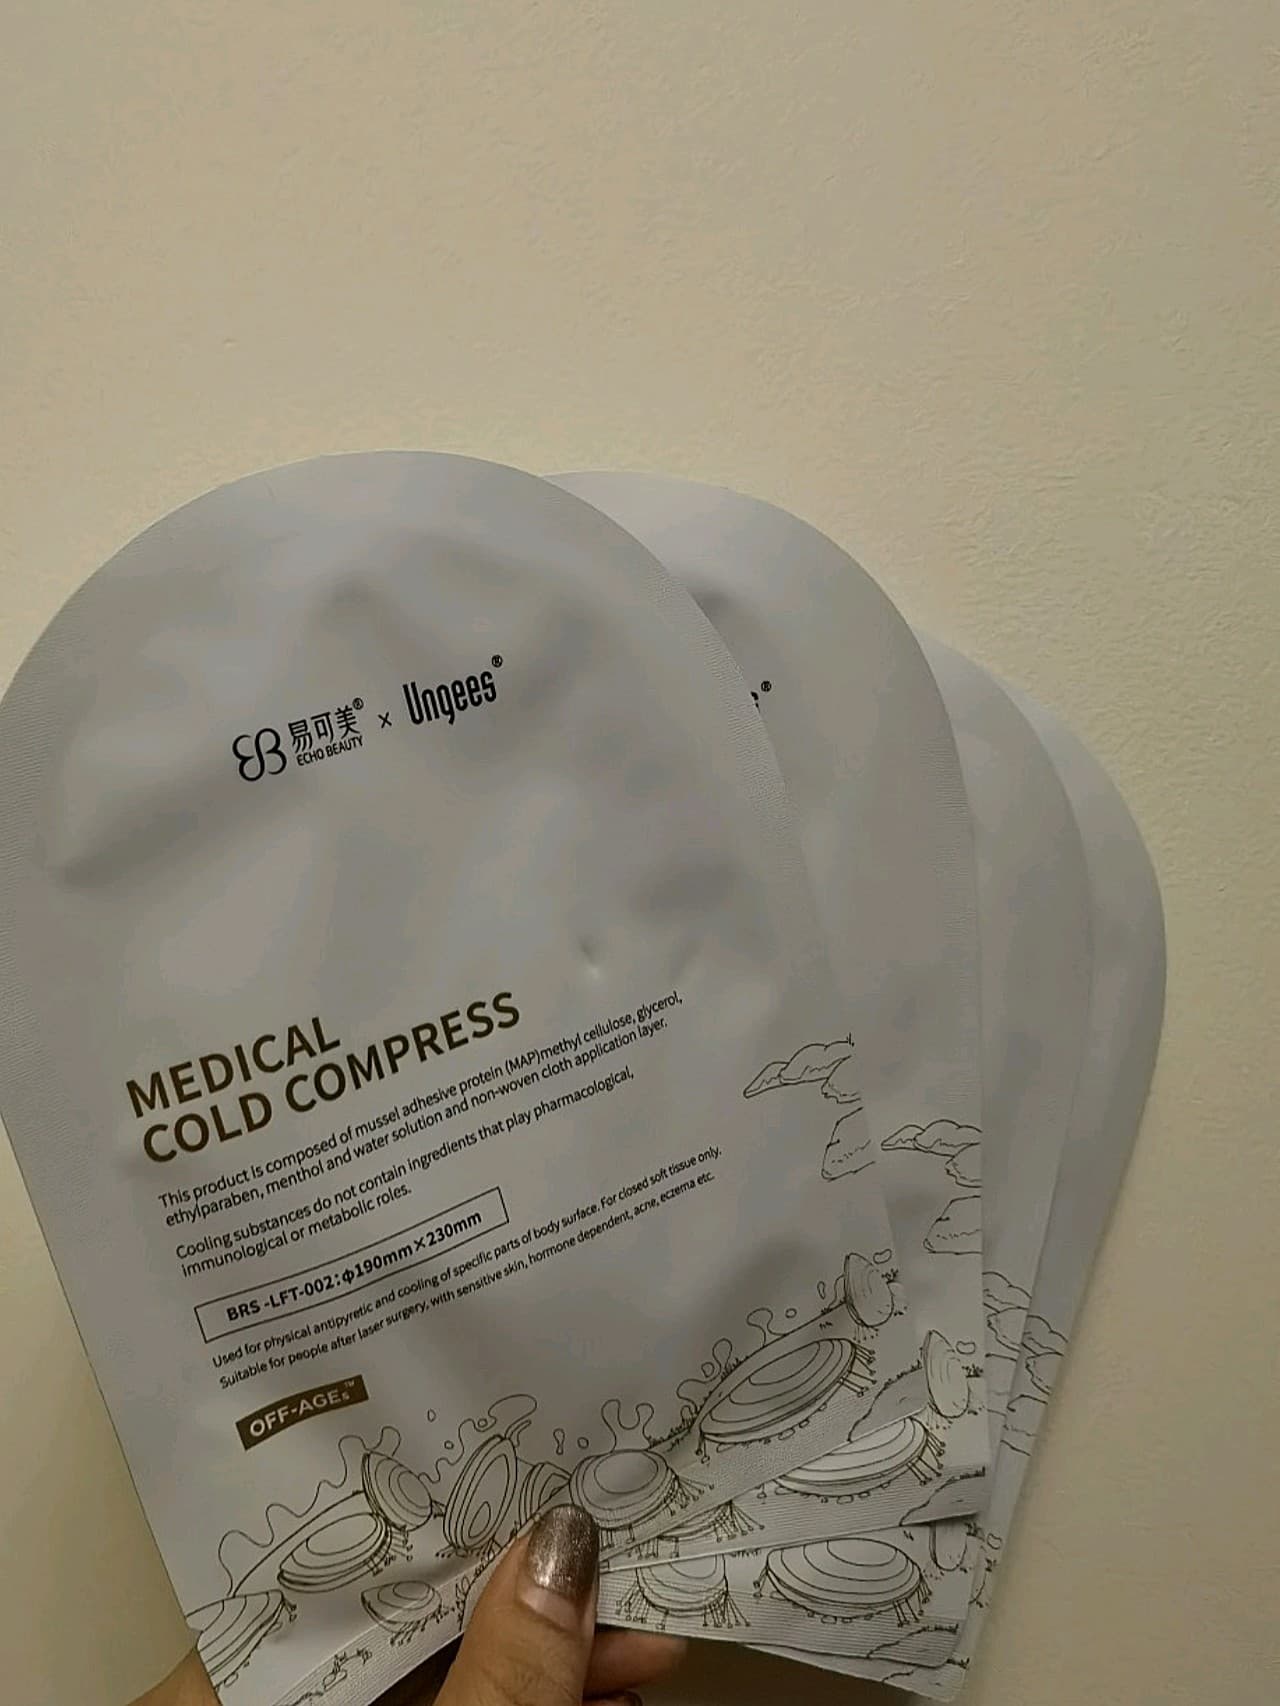 EB 易可美® × Ungees®
ECHO BEAUTY
®
MEDICAL
COLD COMPRESS
This product is composed of mussel adhesive protein (MAP)methyl cellulose, glycerol,
ethylparaben, menthol and water solution and non-woven cloth application layer.
Cooling substances do not contain ingredients that play pharmacological,
immunological or metabolic roles.
BRS -LFT-002:ф190mm×230mm
Used for physical antipyretic and cooling of specific parts of body surface. For closed soft tissue only.
Suitable for people after laser surgery, with sensitive skin, hormone dependent, acne, eczema etc.
OFF-AGEs™